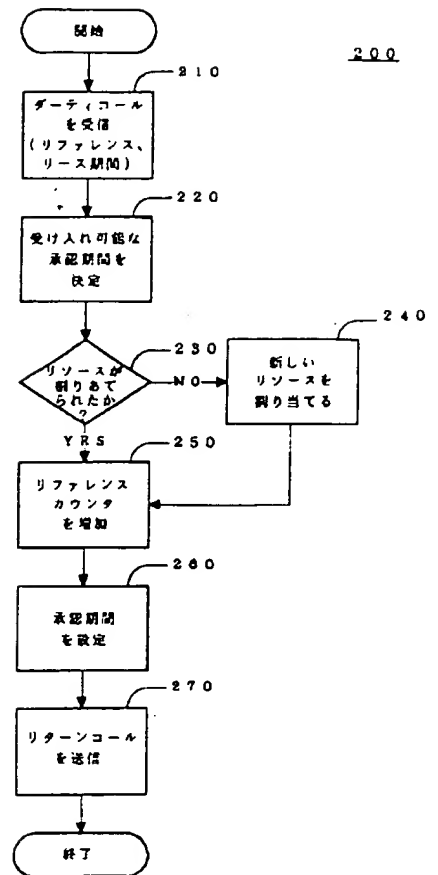 開始
200
210
ダーティコール
を受信
(リファレンス、
リース期間)
220
受け入れ可能な
承認期間を
決定
230
リソースが
割りあて
られたか
?
NO
240
新しい
リソースを
割り当てる
YRS
250
リファレンス
カウンタ
を増加
260
承認期間
を設定
270
リターンコール
を送信
終了